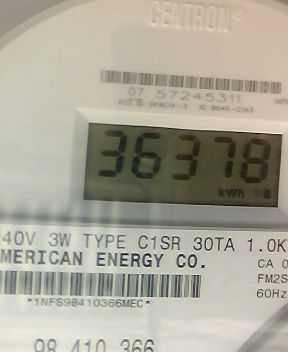 CENTRON®
07 57245311
36378
kWh
40V 3W TYPE C1SR 30TA 1.0K
MERICAN ENERGY CO.
CA 0
FM2S
60Hz
*1NFS98410366MEC*
98 410 366